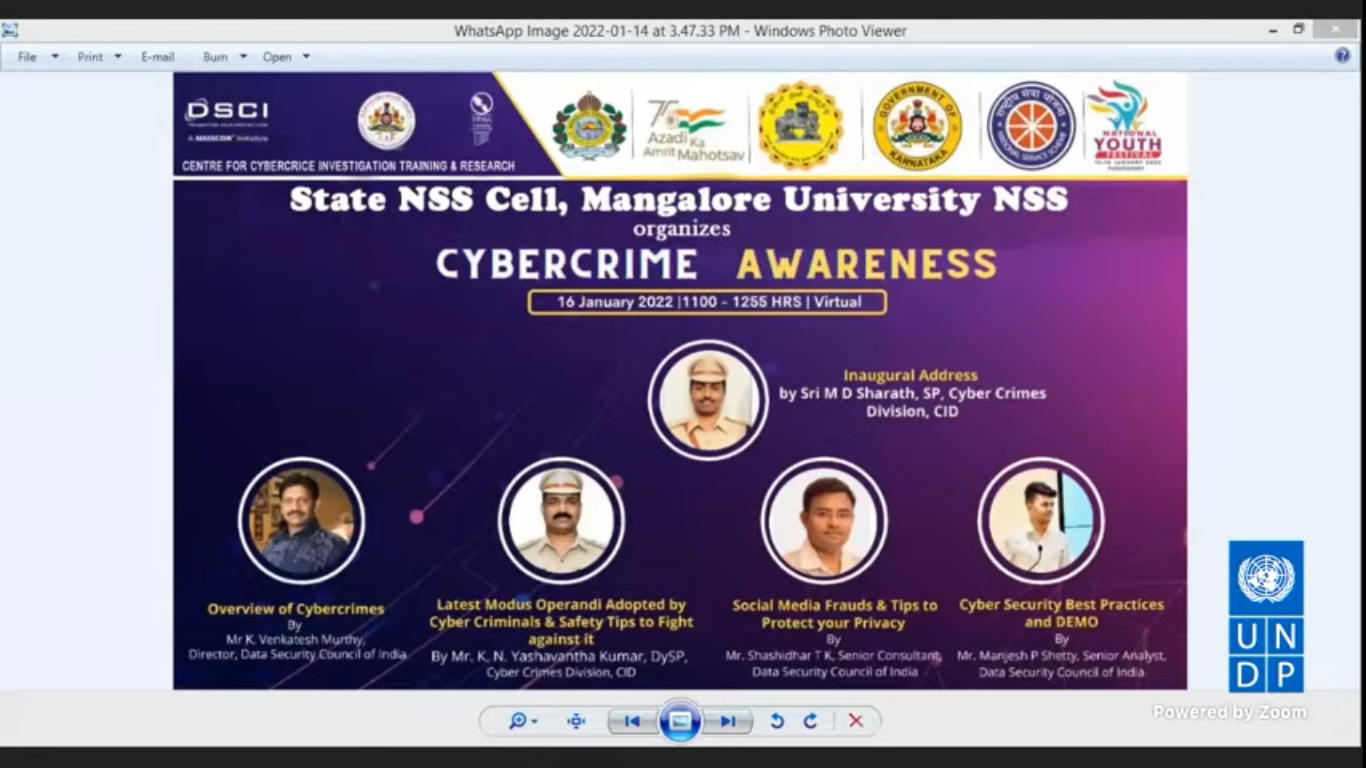 WhatsApp Image 2022-01-14 at 3.47.33 PM - Windows Photo Viewer
File Print E-mail Burn Open
DSCI
A NASSCOM Initiative
CENTRE FOR CYBERCRICE INVESTIGATION TRAINING & RESEARCH
75
Azadi Ka
Amrit Mahotsav
GOVERNMENT OF
KARNATAKA
राष्ट्रीय सेवा योजना
NATIONAL SERVICE SCHEME
NATIONAL
YOUTH
FESTIVAL
State NSS Cell, Mangalore University NSS
organizes
CYBERCRIME AWARENESS
16 January 2022 |1100 - 1255 HRS | Virtual
Inaugural Address
by Sri M D Sharath, SP, Cyber Crimes
Division, CID
Overview of Cybercrimes
By
Mr K. Venkatesh Murthy,
Director, Data Security Council of India
Latest Modus Operandi Adopted by
Cyber Criminals & Safety Tips to Fight
against it
By Mr. K. N. Yashavantha Kumar, DySP,
Cyber Crimes Division, CID
Social Media Frauds & Tips to
Protect your Privacy
By
Mr. Shashidhar T K, Senior Consultant,
Data Security Council of India
Cyber Security Best Practices
and DEMO
By
Mr. Manjesh P Shetty, Senior Analyst,
Data Security Council of India
U N
D P
Powered by Zoom